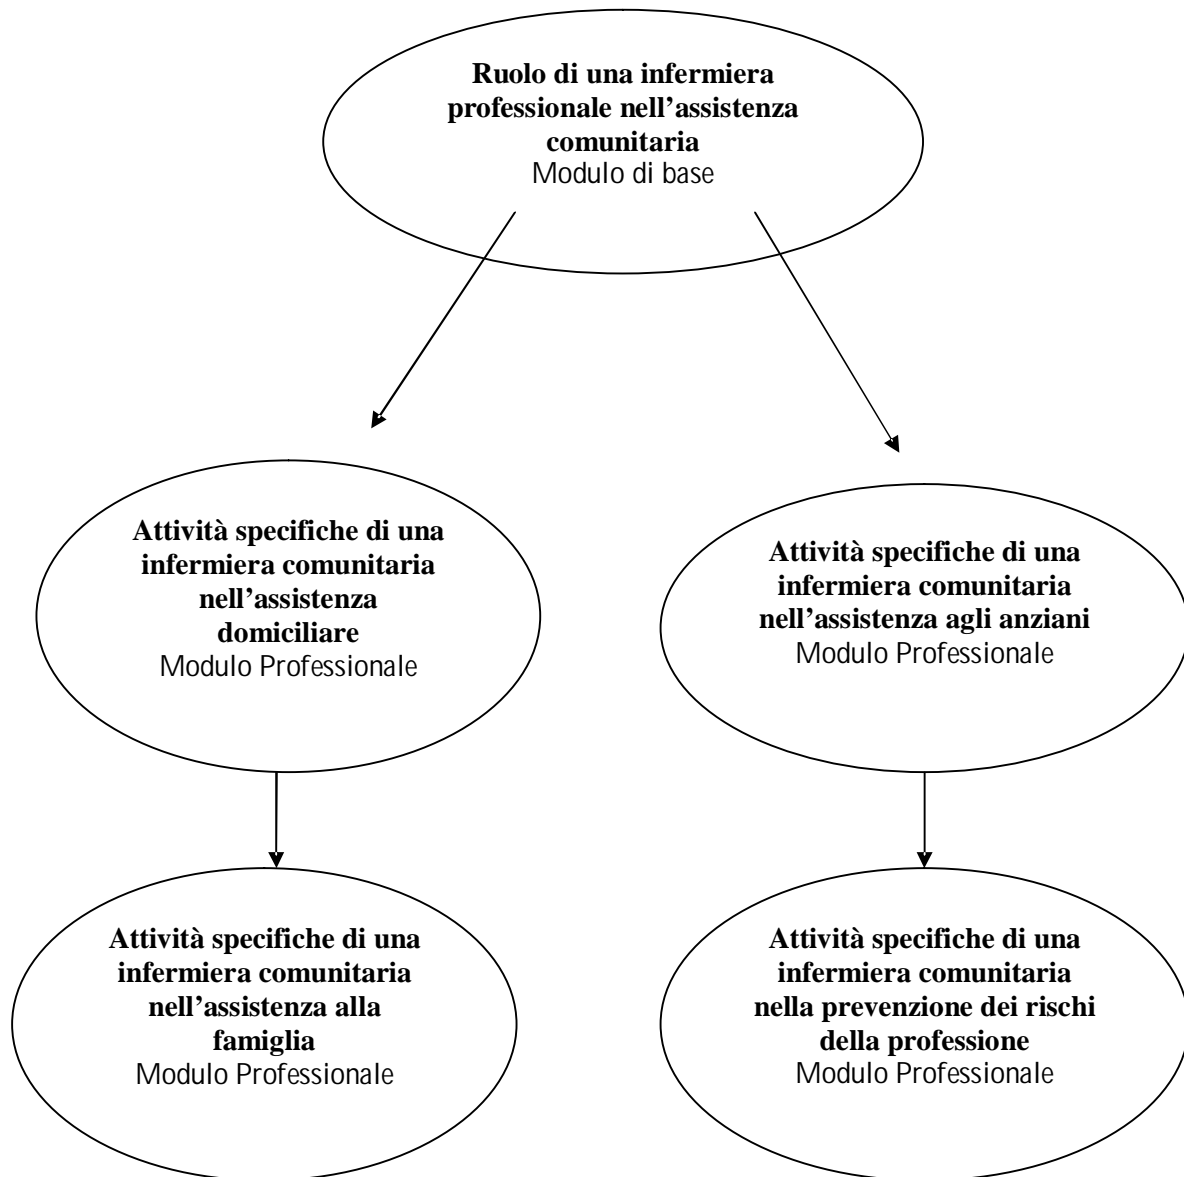 Ruolo di una infermiera
professionale nell’assistenza
comunitaria
Modulo di base
Attività specifiche di una
infermiera comunitaria
nell’assistenza
domiciliare
Modulo Professionale
Attività specifiche di una
infermiera comunitaria
nell’assistenza agli anziani
Modulo Professionale
Attività specifiche di una
infermiera comunitaria
nell’assistenza alla
famiglia
Modulo Professionale
Attività specifiche di una
infermiera comunitaria
nella prevenzione dei rischi
della professione
Modulo Professionale